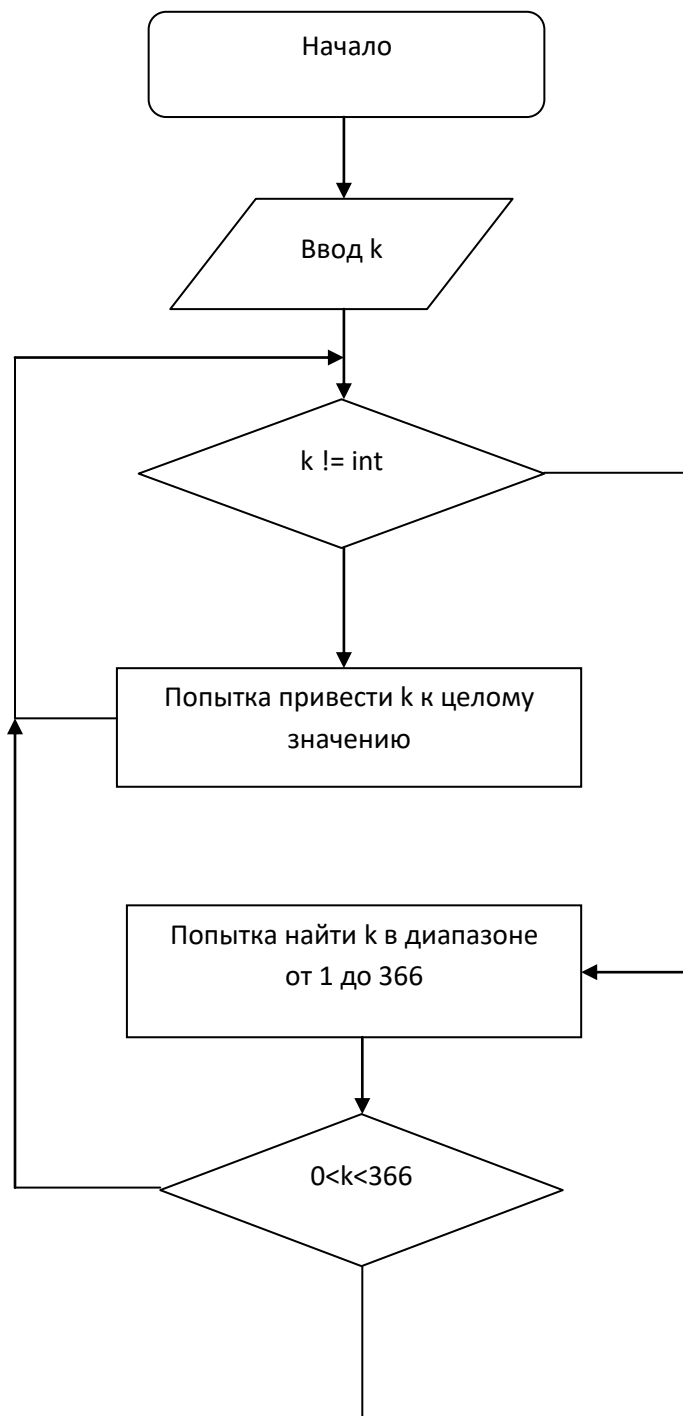 Начало
Ввод k
k != int
Попытка привести k к целому
значению
Попытка найти k в диапазоне
от 1 до 366
0<k<366